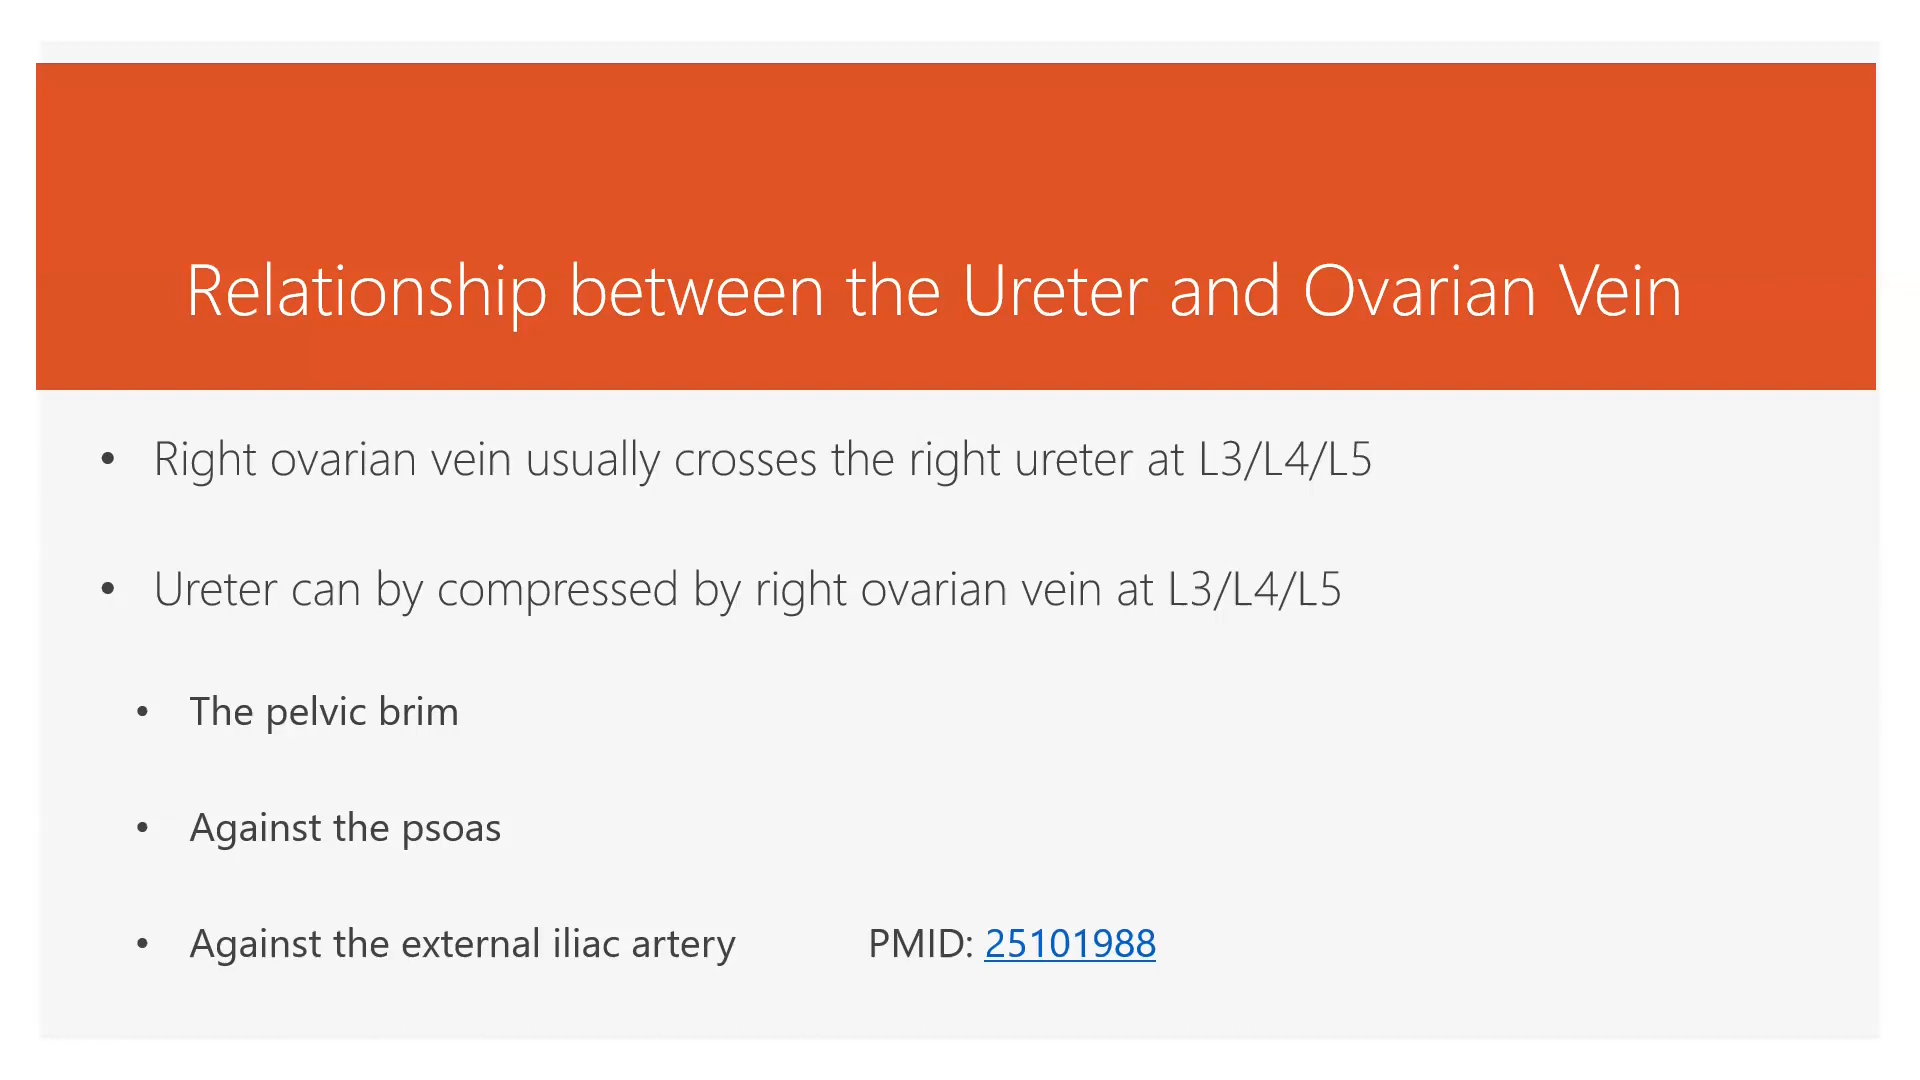 Relationship between the Ureter and Ovarian Vein
• Right ovarian vein usually crosses the right ureter at L3/L4/L5
• Ureter can by compressed by right ovarian vein at L3/L4/L5
• The pelvic brim
• Against the psoas
• Against the external iliac artery PMID: 25101988